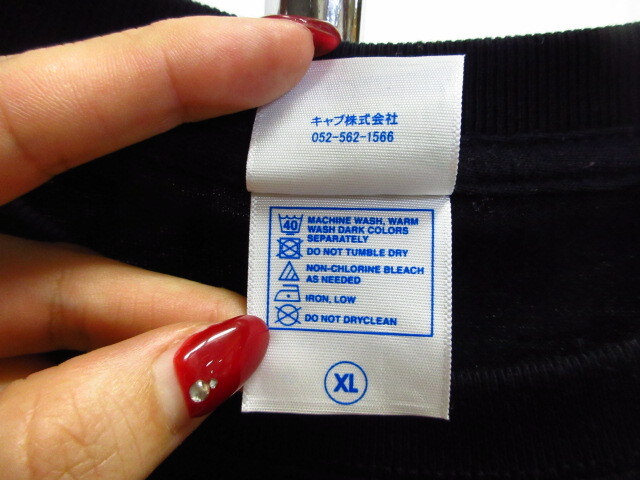 キャブ株式会社
052-562-1566
40
MACHINE WASH, WARM
WASH DARK COLORS
SEPARATELY
DO NOT TUMBLE DRY
NON-CHLORINE BLEACH
AS NEEDED
IRON, LOW
DO NOT DRYCLEAN
XL